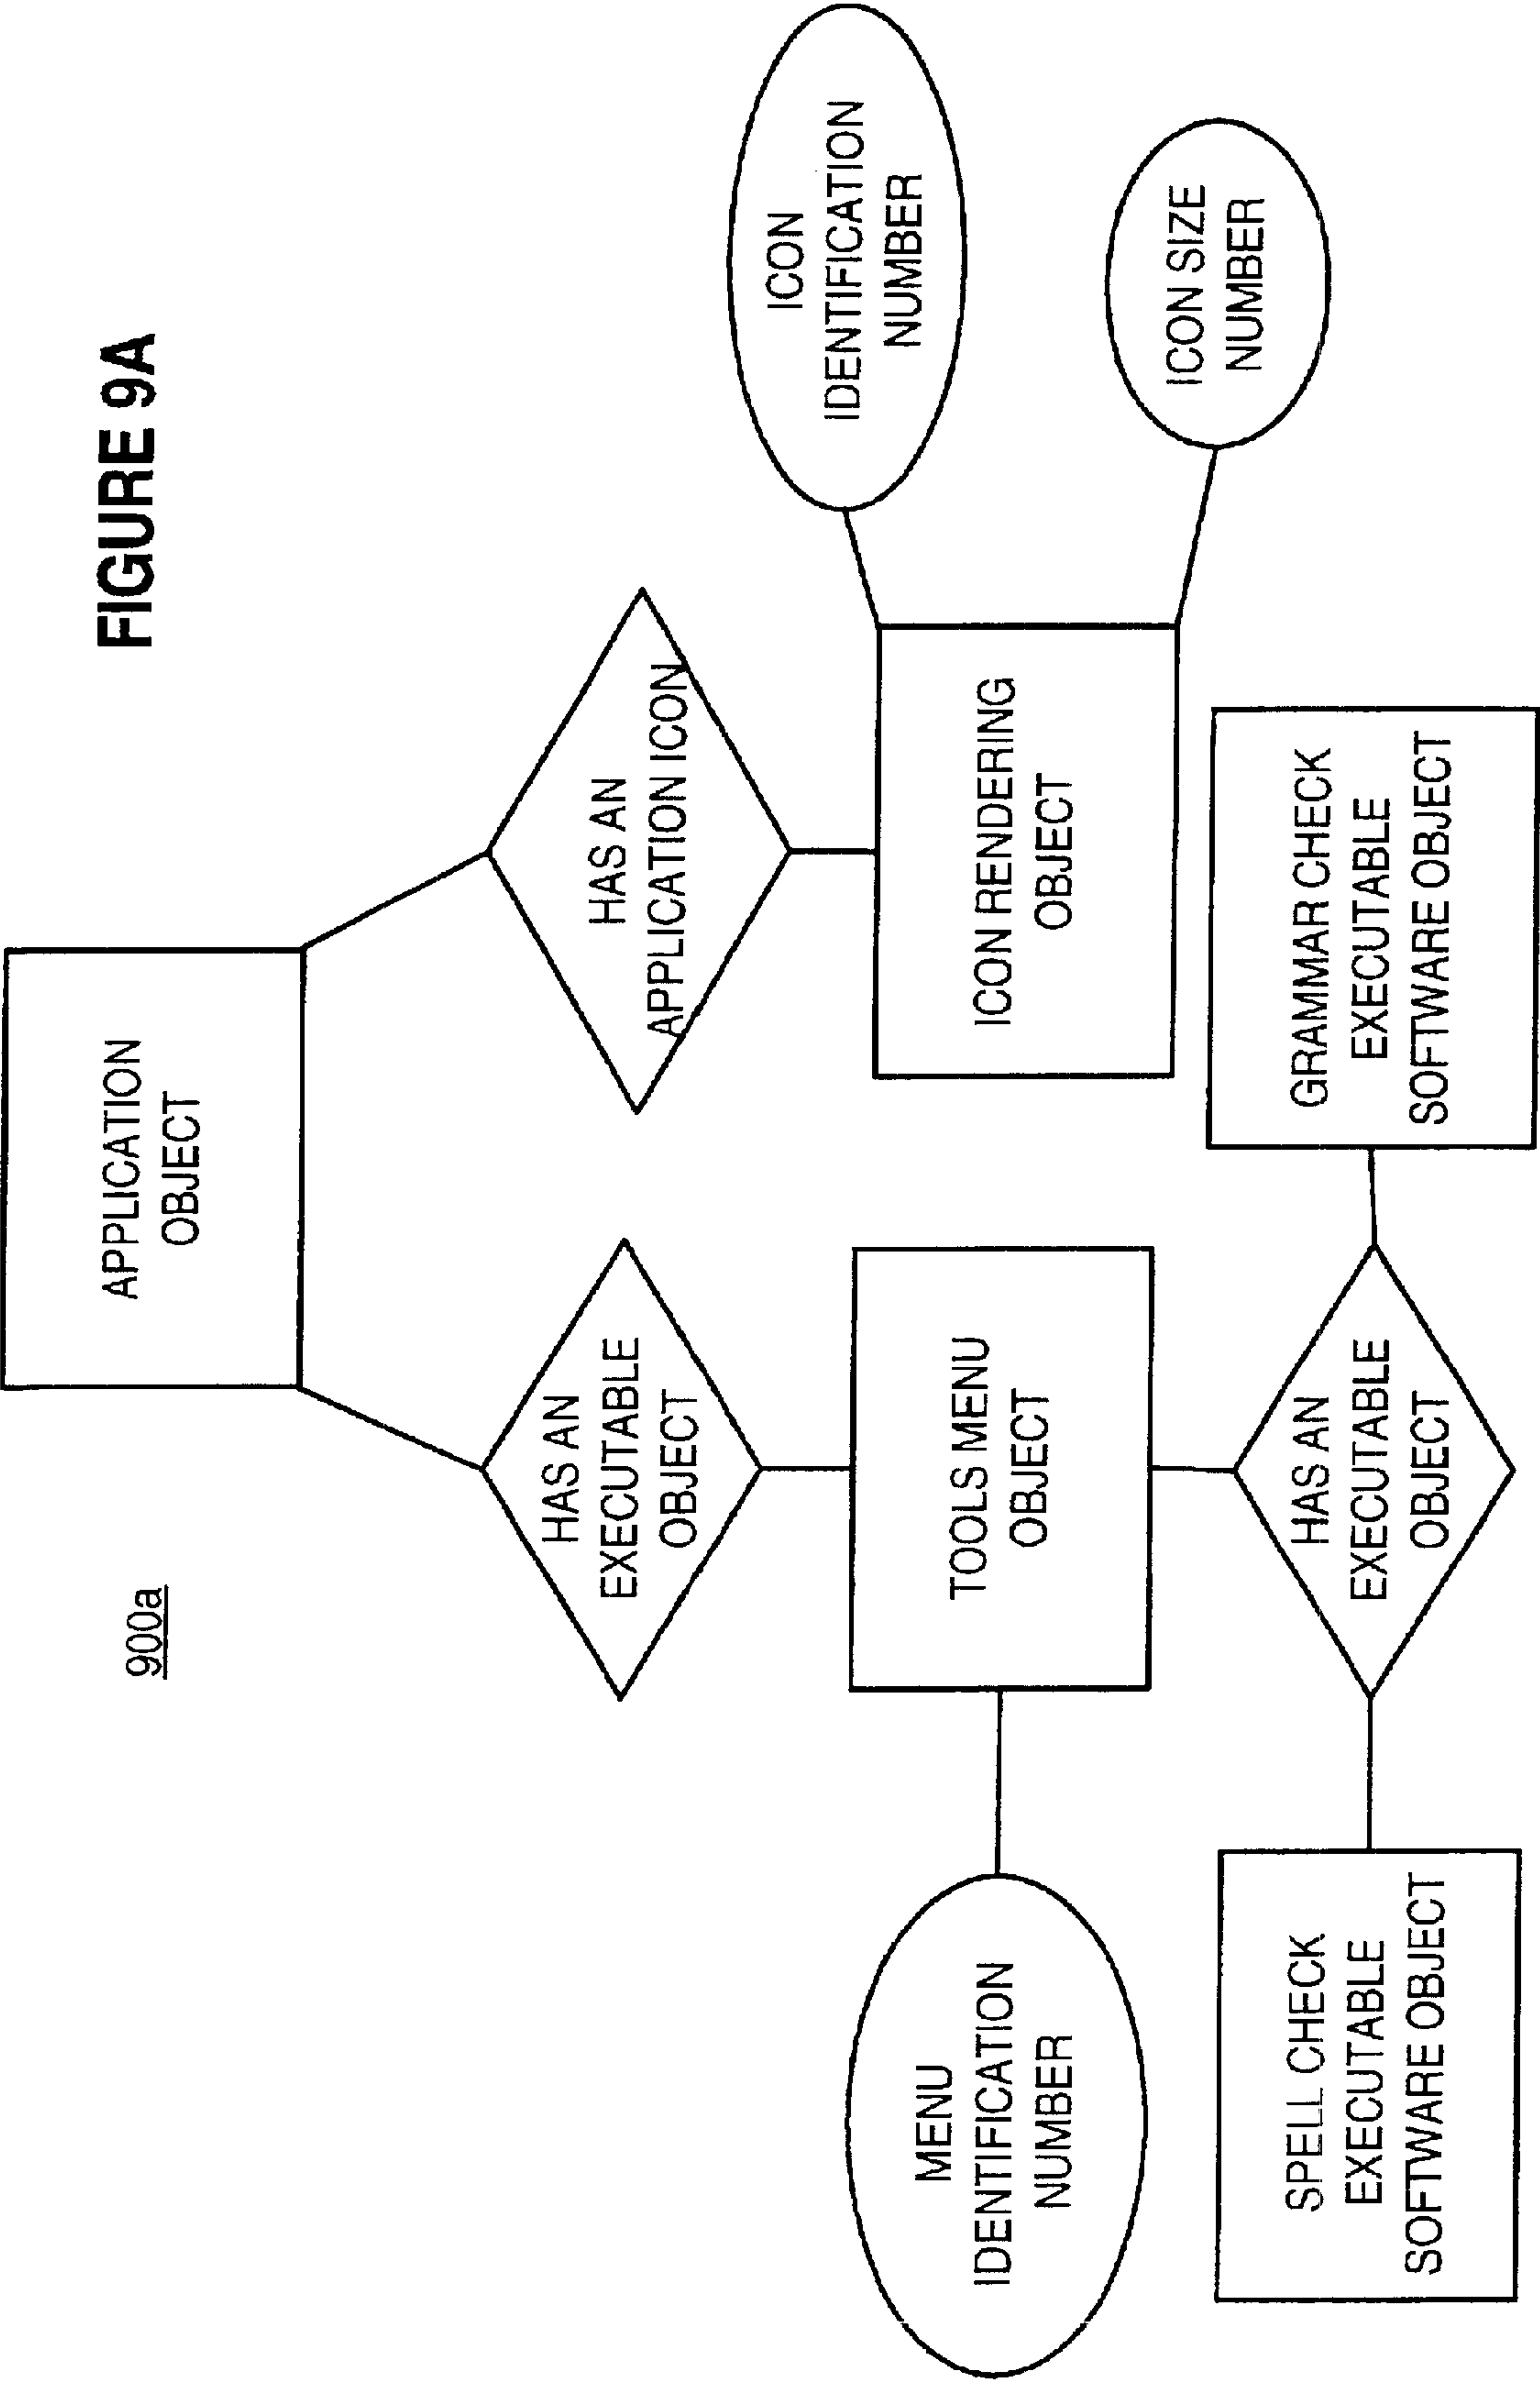 FIGURE 9A
900a
APPLICATION
OBJECT
HAS AN
EXECUTABLE
OBJECT
HAS AN
APPLICATION ICON
MENU
IDENTIFICATION
NUMBER
TOOLS MENU
OBJECT
ICON RENDERING
OBJECT
ICON
IDENTIFICATION
NUMBER
ICON SIZE
NUMBER
SPELL CHECK
EXECUTABLE
SOFTWARE OBJECT
HAS AN
EXECUTABLE
OBJECT
GRAMMAR CHECK
EXECUTABLE
SOFTWARE OBJECT